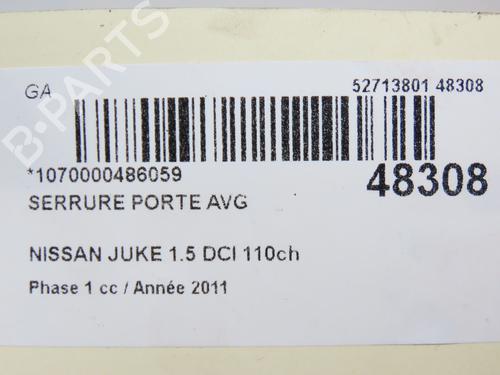 B-PARTS
GA
52713801 48308
*1070000486059
48308
SERRURE PORTE AVG
NISSAN JUKE 1.5 DCI 110ch
Phase 1 cc / Année 2011